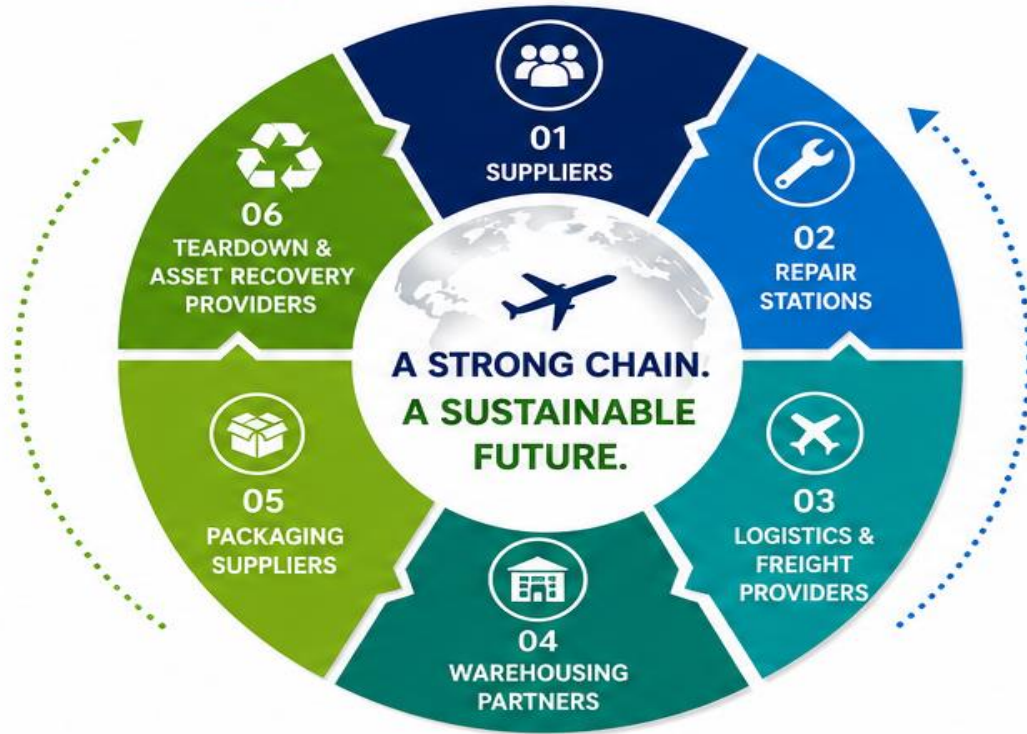 01
SUPPLIERS
02
REPAIR
STATIONS
03
LOGISTICS &
FREIGHT
PROVIDERS
04
WAREHOUSING
PARTNERS
05
PACKAGING
SUPPLIERS
06
TEARDOWN &
ASSET RECOVERY
PROVIDERS
A STRONG CHAIN.
A SUSTAINABLE
FUTURE.